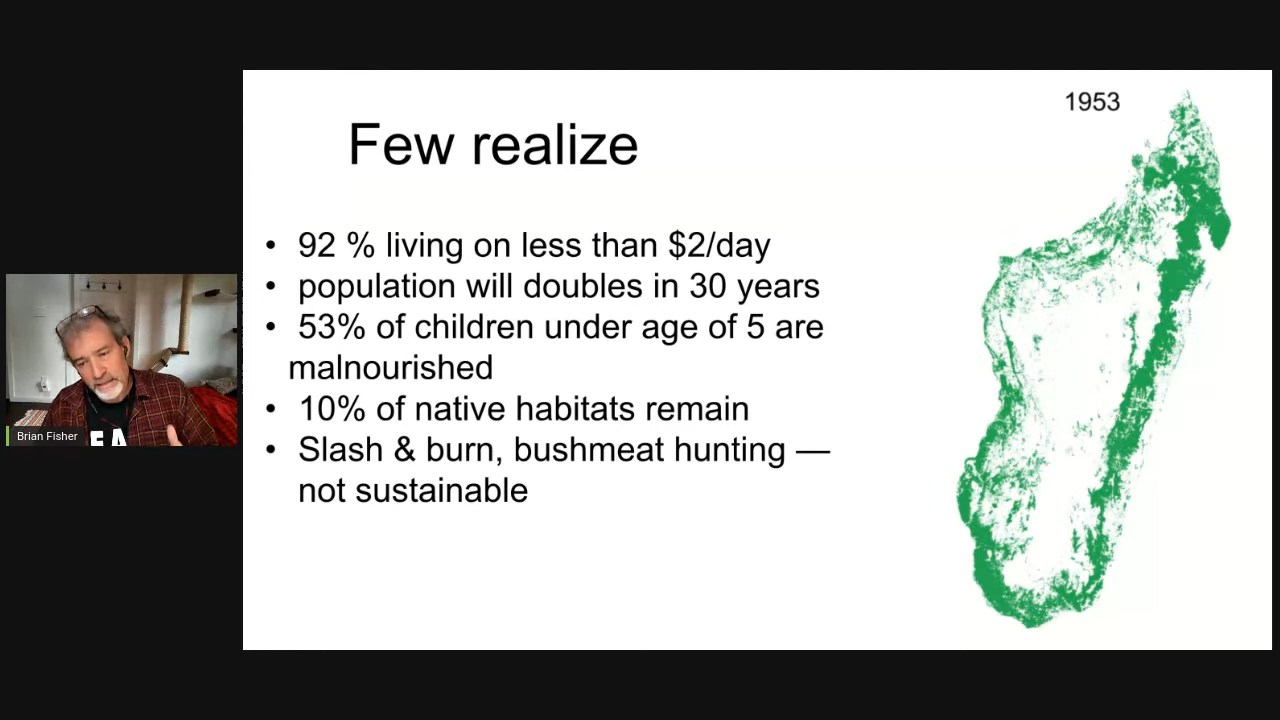 1953
Few realize
• 92 % living on less than $2/day
• population will doubles in 30 years
• 53% of children under age of 5 are
malnourished
• 10% of native habitats remain
• Slash & burn, bushmeat hunting —
not sustainable
Brian Fisher